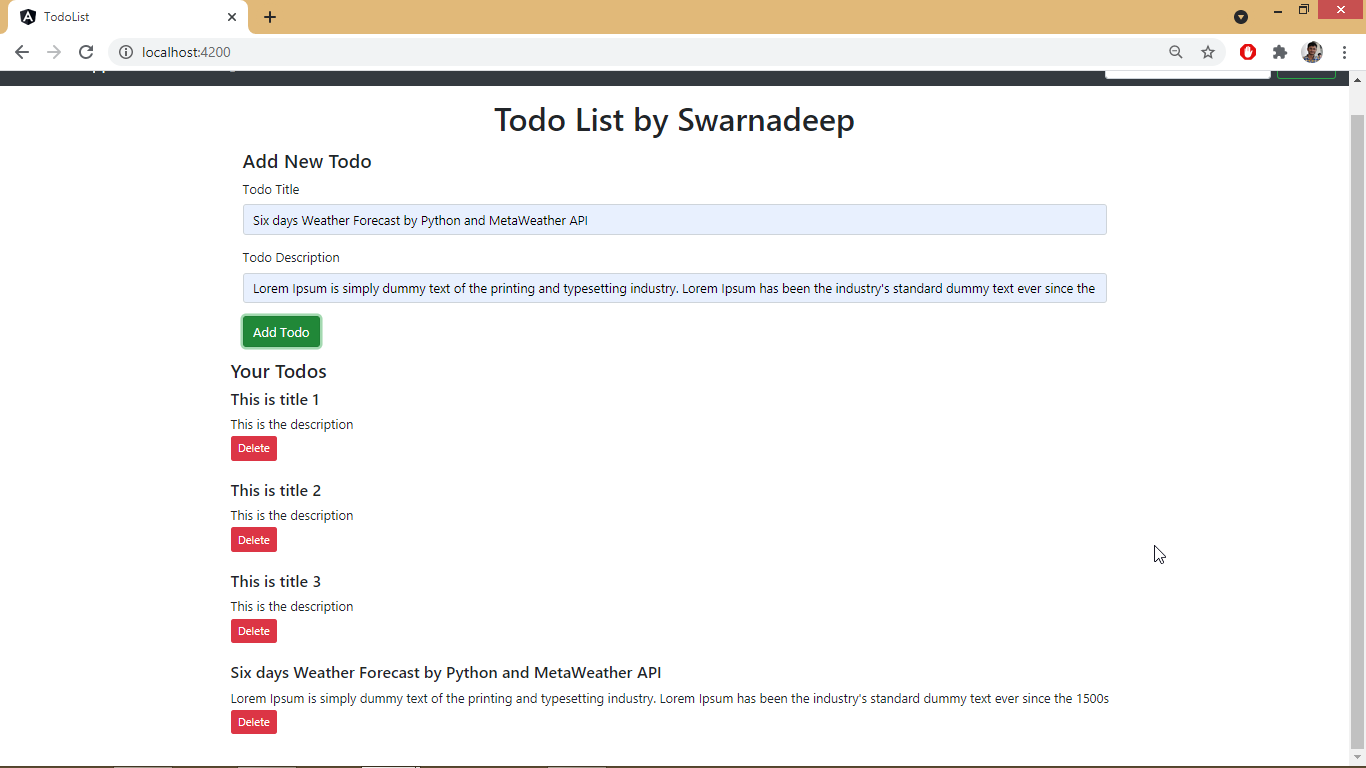 TodoList
localhost:4200
Todo List by Swarnadeep
Add New Todo
Todo Title
Six days Weather Forecast by Python and MetaWeather API
Todo Description
Lorem Ipsum is simply dummy text of the printing and typesetting industry. Lorem Ipsum has been the industry's standard dummy text ever since the
Add Todo
Your Todos
This is title 1
This is the description
Delete
This is title 2
This is the description
Delete
This is title 3
This is the description
Delete
Six days Weather Forecast by Python and MetaWeather API
Lorem Ipsum is simply dummy text of the printing and typesetting industry. Lorem Ipsum has been the industry's standard dummy text ever since the 1500s
Delete